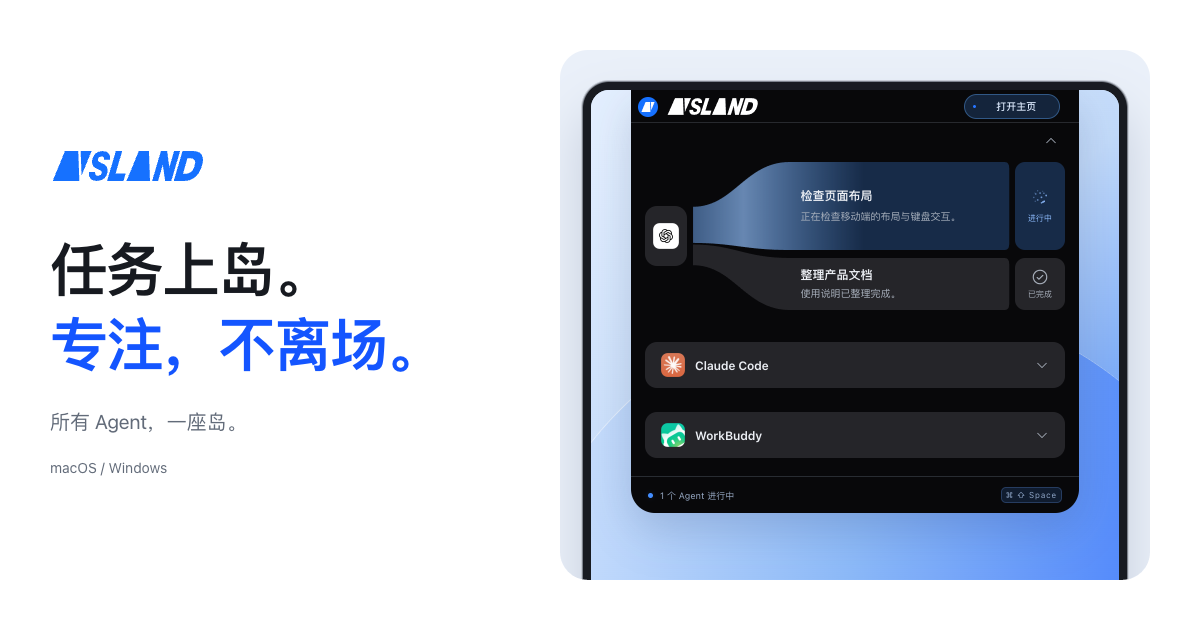 AISLAND
任务上岛。
专注，不离场。
所有 Agent，一座岛。
macOS / Windows
AISLAND
打开主页
检查页面布局
正在检查移动端的布局与键盘交互。
进行中
整理产品文档
使用说明已整理完成。
已完成
Claude Code
WorkBuddy
1 个 Agent 进行中
⌘ ⇧ Space